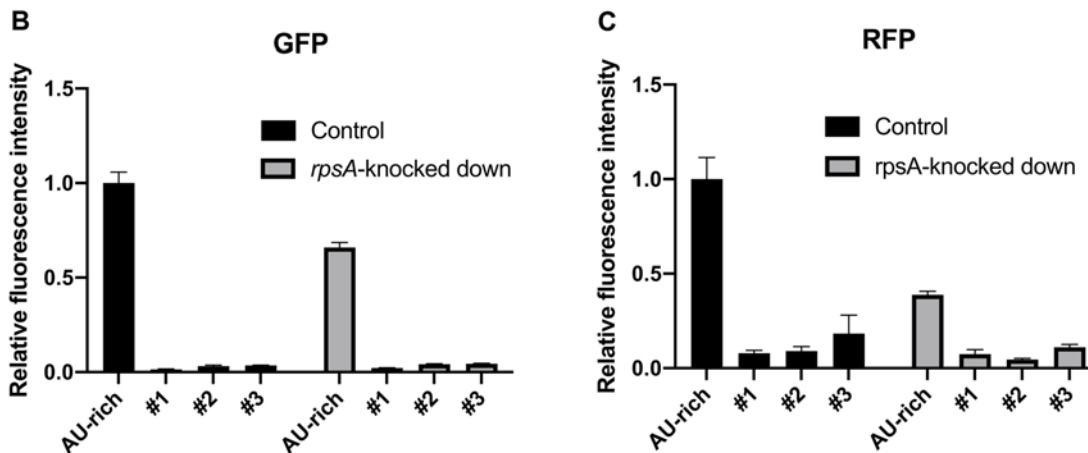 B
GFP
Relative fluorescence intensity
1.5
1.0
0.5
0.0
Control
rpsA-knocked down
AU-rich
#1
#2
#3
AU-rich
#1
#2
#3
C
RFP
Relative fluorescence intensity
1.5
1.0
0.5
0.0
Control
rpsA-knocked down
AU-rich
#1
#2
#3
AU-rich
#1
#2
#3